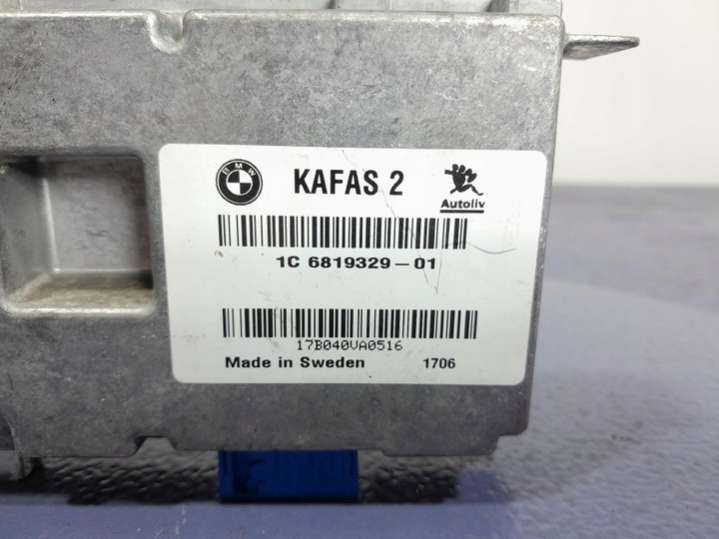 BMW
KAFAS 2
Autoliv
1C 6819329-01
17B040VA0516
Made in Sweden 1706